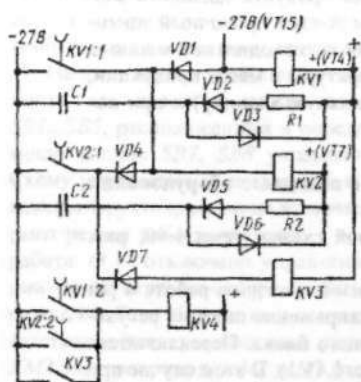 -27В
-27В(VT15)
KV1:1
VD1
+
+(VT4)
KV1
C1
VD2
R1
VD3
+(VT7)
KV2:1
VD4
KV2
C2
VD5
R2
VD6
VD7
KV3
KV1
+
KV4
KV2:2
KV3